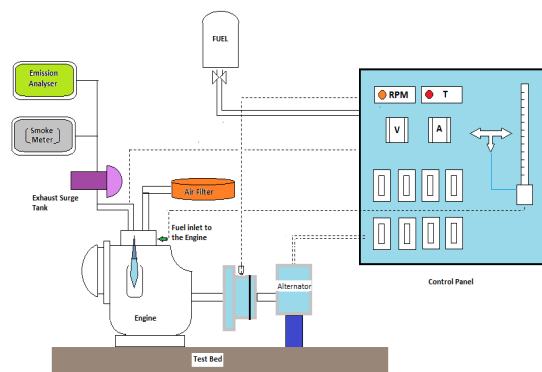 FUEL
Emission
Analyser
Smoke
Meter
Exhaust Surge
Tank
Air Filter
Fuel inlet to
the Engine
Engine
Alternator
Test Bed
RPM
T
V
A
Control Panel